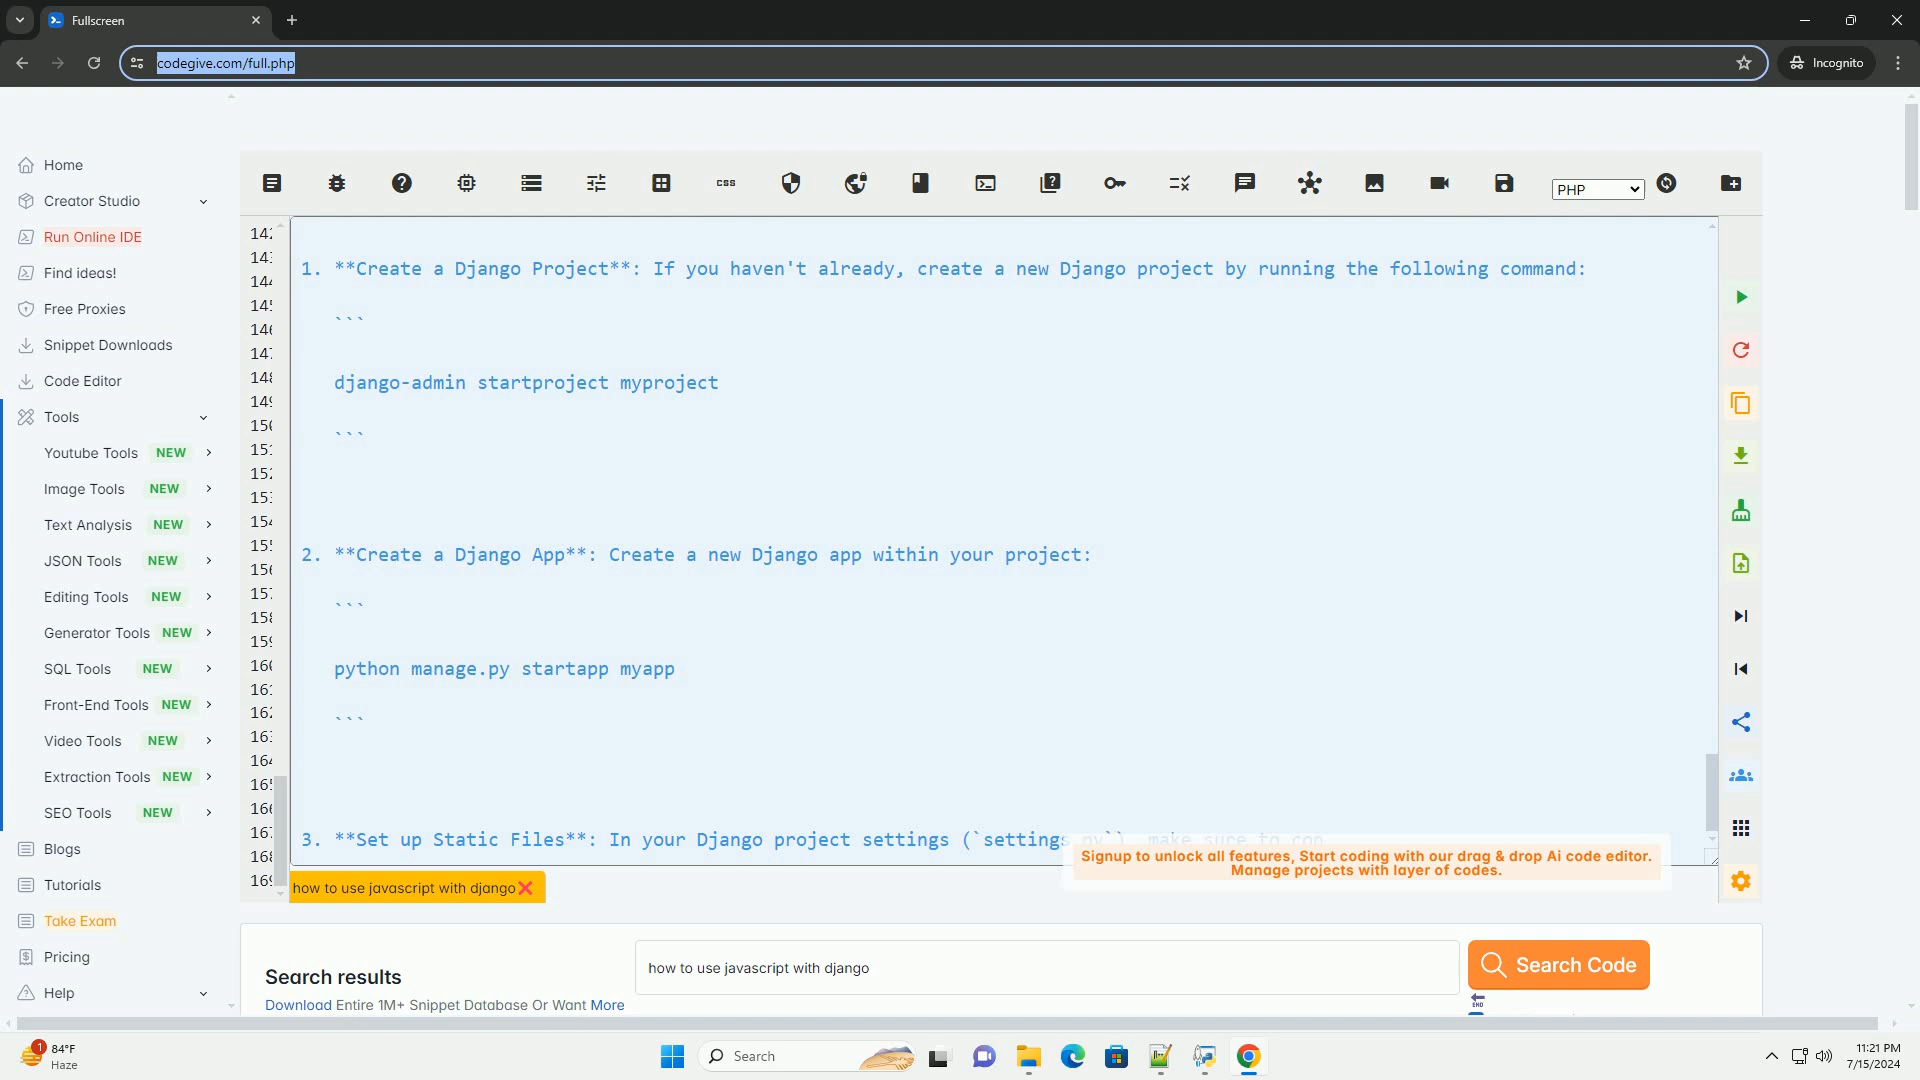 Fullscreen
codegive.com/full.php
Incognito
Home
Creator Studio
Run Online IDE
Find ideas!
Free Proxies
Snippet Downloads
Code Editor
Tools
Youtube Tools NEW
Image Tools NEW
Text Analysis NEW
JSON Tools NEW
Editing Tools NEW
Generator Tools NEW
SQL Tools NEW
Front-End Tools NEW
Video Tools NEW
Extraction Tools NEW
SEO Tools NEW
Blogs
Tutorials
Take Exam
Pricing
Help
css
PHP
1. **Create a Django Project**: If you haven't already, create a new Django project by running the following command:
```
django-admin startproject myproject
```
2. **Create a Django App**: Create a new Django app within your project:
```
python manage.py startapp myapp
```
3. **Set up Static Files**: In your Django project settings (`settings.py`), make sure to con
Signup to unlock all features, Start coding with our drag & drop Ai code editor.
Manage projects with layer of codes.
how to use javascript with django
Search results
how to use javascript with django
Search Code
END
Download Entire 1M+ Snippet Database Or Want More
1
84°F
Haze
Search
11:21 PM
7/15/2024